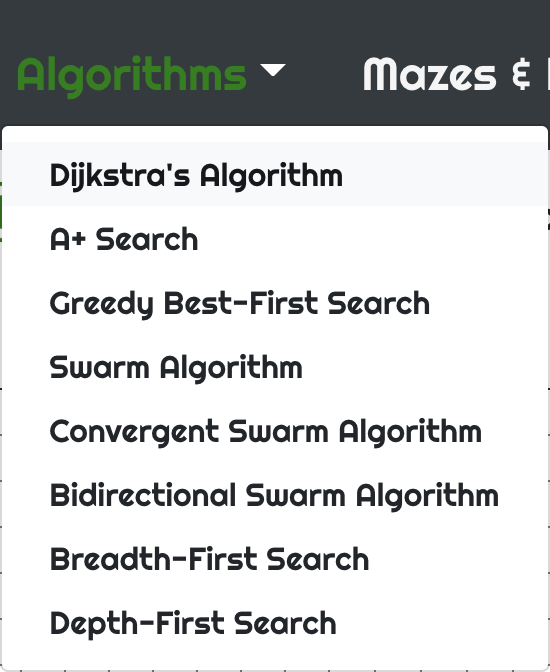 Algorithms Mazes &
Dijkstra's Algorithm
A+ Search
Greedy Best-First Search
Swarm Algorithm
Convergent Swarm Algorithm
Bidirectional Swarm Algorithm
Breadth-First Search
Depth-First Search